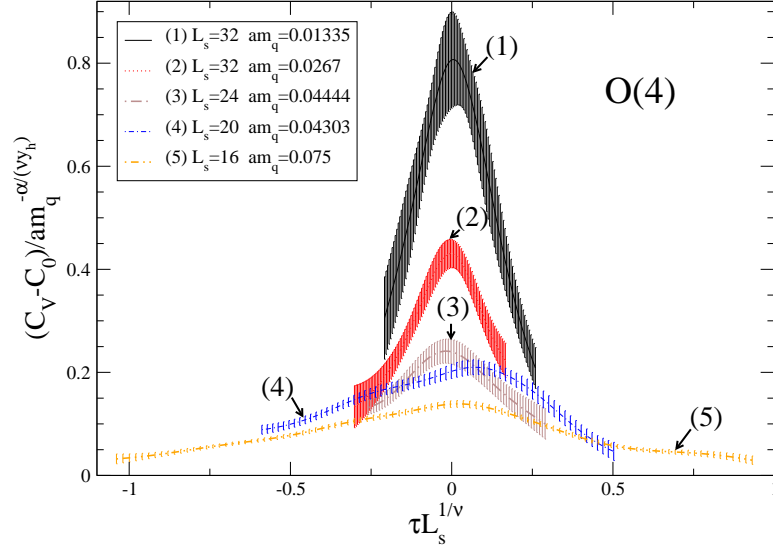 (1) L_s=32 am_q=0.01335
(2) L_s=32 am_q=0.0267
(3) L_s=24 am_q=0.04444
(4) L_s=20 am_q=0.04303
(5) L_s=16 am_q=0.075
O(4)
(1)
(2)
(3)
(4)
(5)
0.8
0.6
0.4
0.2
0
(C_V-C_0)/am_q^{-α/(νy_h)}
-1 -0.5 0 0.5 1
τL_s^{1/ν}